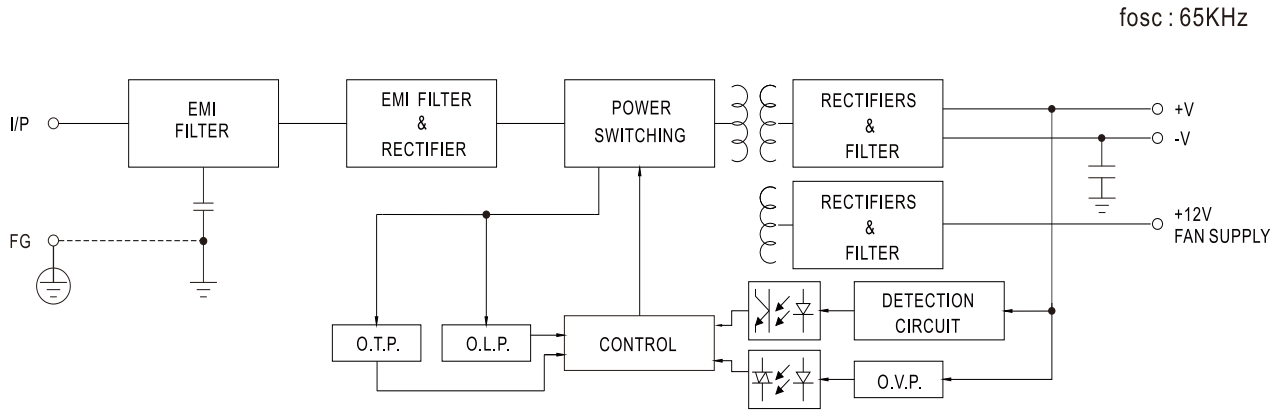 fosc : 65KHz
I/P
EMI
FILTER
EMI FILTER
&
RECTIFIER
POWER
SWITCHING
RECTIFIERS
&
FILTER
+V
-V
RECTIFIERS
&
FILTER
+12V
FAN SUPPLY
FG
O.T.P.
O.L.P.
CONTROL
DETECTION
CIRCUIT
O.V.P.